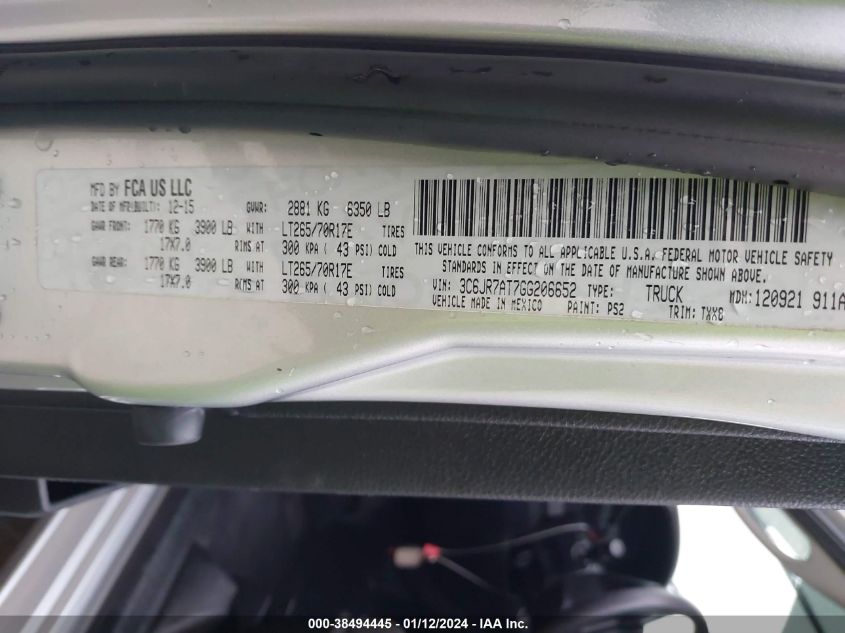 MFD BY FCA US LLC
DATE OF MFR(BUILT): 12-15 GVWR: 2881 KG 6350 LB
GAWR FRONT: 1770 KG 3900 LB WITH LT265/70R17E TIRES
17X7.0 RIMS AT 300 KPA ( 43 PSI) COLD
GAWR REAR: 1770 KG 3900 LB WITH LT265/70R17E TIRES
17X7.0 RIMS AT 300 KPA ( 43 PSI) COLD
THIS VEHICLE CONFORMS TO ALL APPLICABLE U.S.A. FEDERAL MOTOR VEHICLE SAFETY
STANDARDS IN EFFECT ON THE DATE OF MANUFACTURE SHOWN ABOVE.
VIN: 3C6JR7AT7GG206652 TYPE: TRUCK MDH: 120921 911A
VEHICLE MADE IN MEXICO PAINT: PS2 TRIM: TXX8
000-38494445 - 01/12/2024 - IAA Inc.